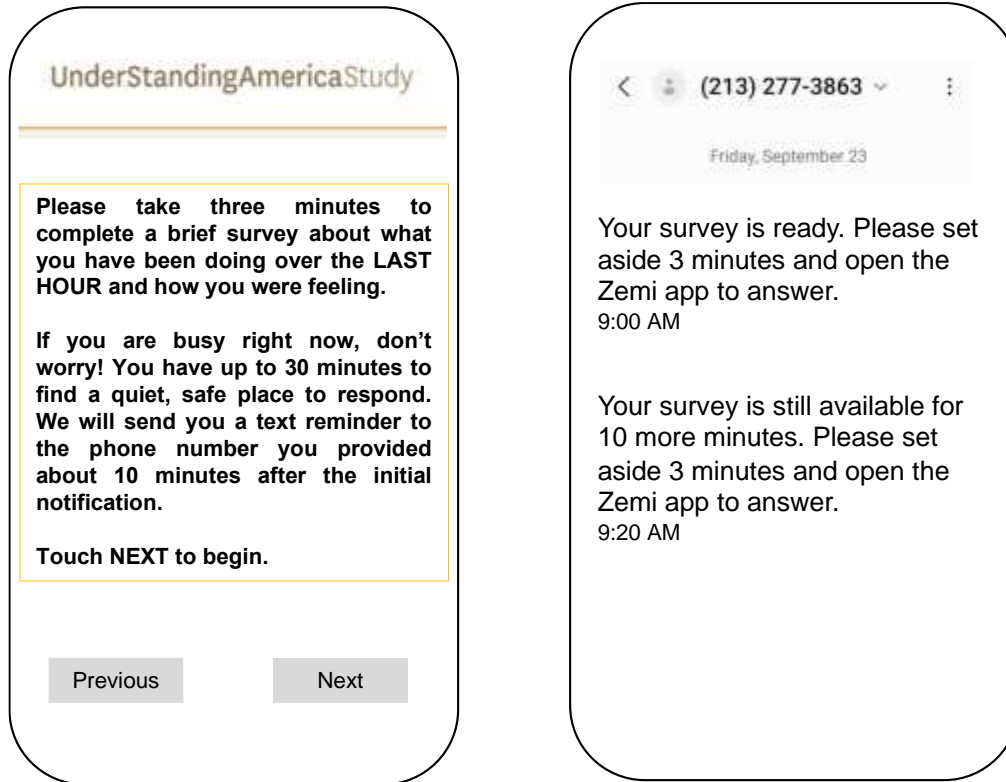 UnderStandingAmericaStudy
Please take three minutes to
complete a brief survey about what
you have been doing over the LAST
HOUR and how you were feeling.
If you are busy right now, don’t
worry! You have up to 30 minutes to
find a quiet, safe place to respond.
We will send you a text reminder to
the phone number you provided
about 10 minutes after the initial
notification.
Touch NEXT to begin.
Previous
Next
(213) 277-3863
Friday, September 23
Your survey is ready. Please set
aside 3 minutes and open the
Zemi app to answer.
9:00 AM
Your survey is still available for
10 more minutes. Please set
aside 3 minutes and open the
Zemi app to answer.
9:20 AM